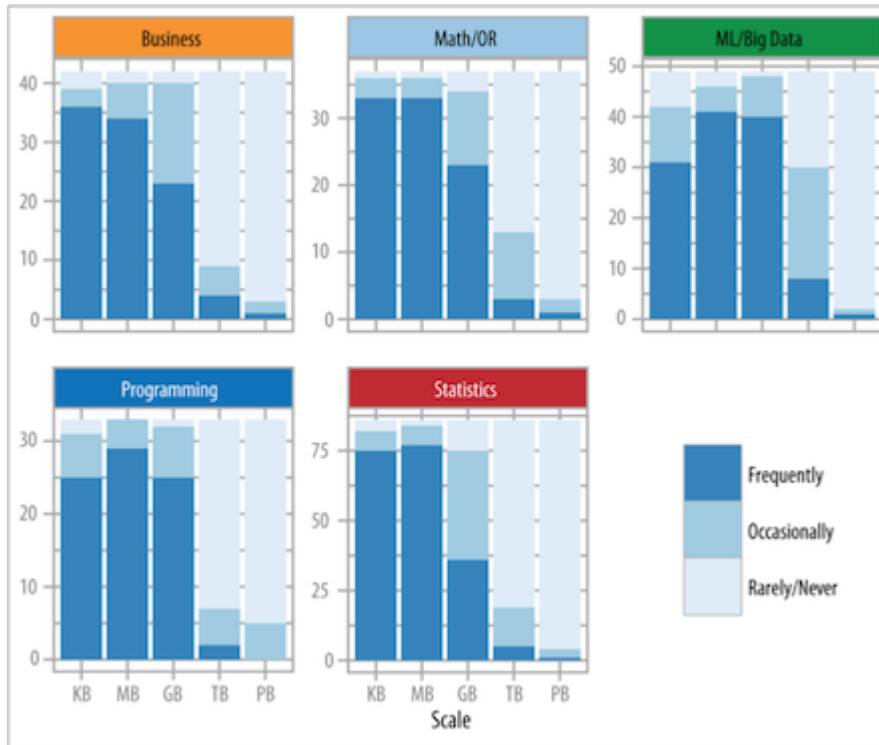 Business
Math/OR
ML/Big Data
40
30
20
10
0
30
20
10
0
50
40
30
20
10
0
Programming
Statistics
30
20
10
0
75
50
25
0
Frequently
Occasionally
Rarely/Never
KB MB GB TB PB
KB MB GB TB PB
Scale